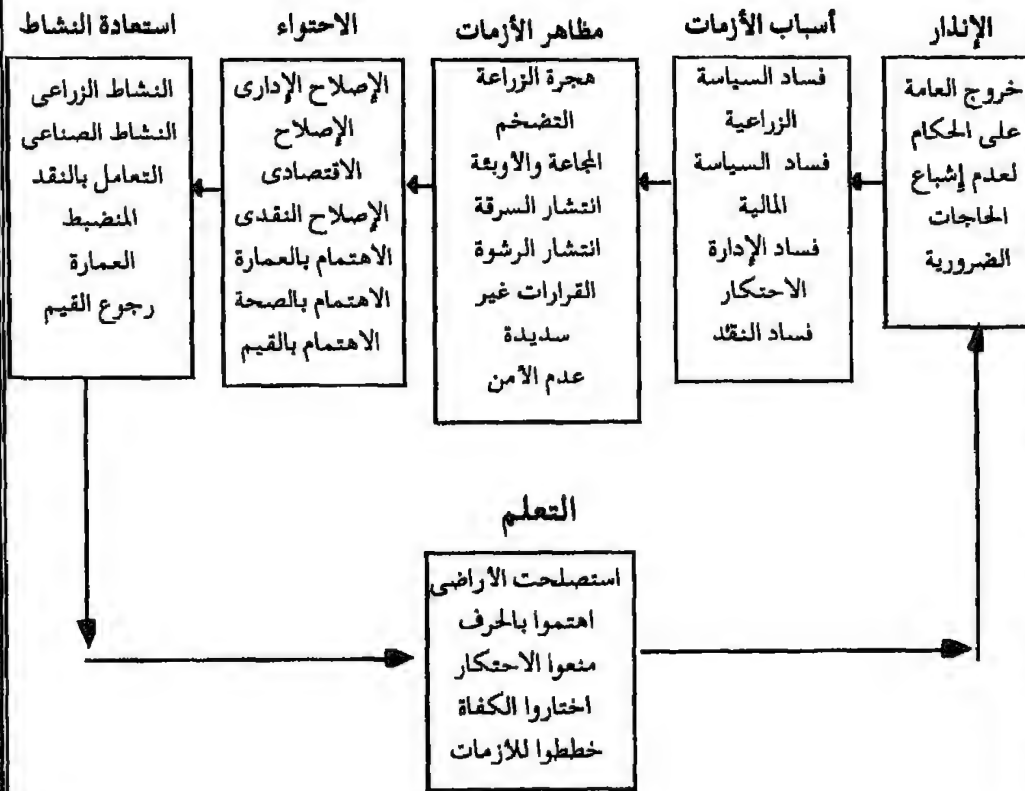 الإنذار
خروج العامة
على الحكام
لعدم إشباع
الحاجات
الضرورية
أسباب الأزمات
فساد السياسة
الزراعية
فساد السياسة
المالية
فساد الإدارة
الاحتكار
فساد النقد
مظاهر الأزمات
هجرة الزراعة
التضخم
المجاعة والأوبئة
انتشار السرقة
انتشار الرشوة
القرارات غير
سديدة
عدم الأمن
الاحتواء
الإصلاح الإدارى
الإصلاح
الاقتصادى
الإصلاح النقدى
الاهتمام بالعمارة
الاهتمام بالصحة
الاهتمام بالقيم
استعادة النشاط
النشاط الزراعى
النشاط الصناعى
التعامل بالنقد
المنضبط
العمارة
رجوع القيم
التعلم
استصلحت الأراضى
اهتموا بالحرف
منعوا الاحتكار
اختاروا الكفاة
خططوا للأزمات